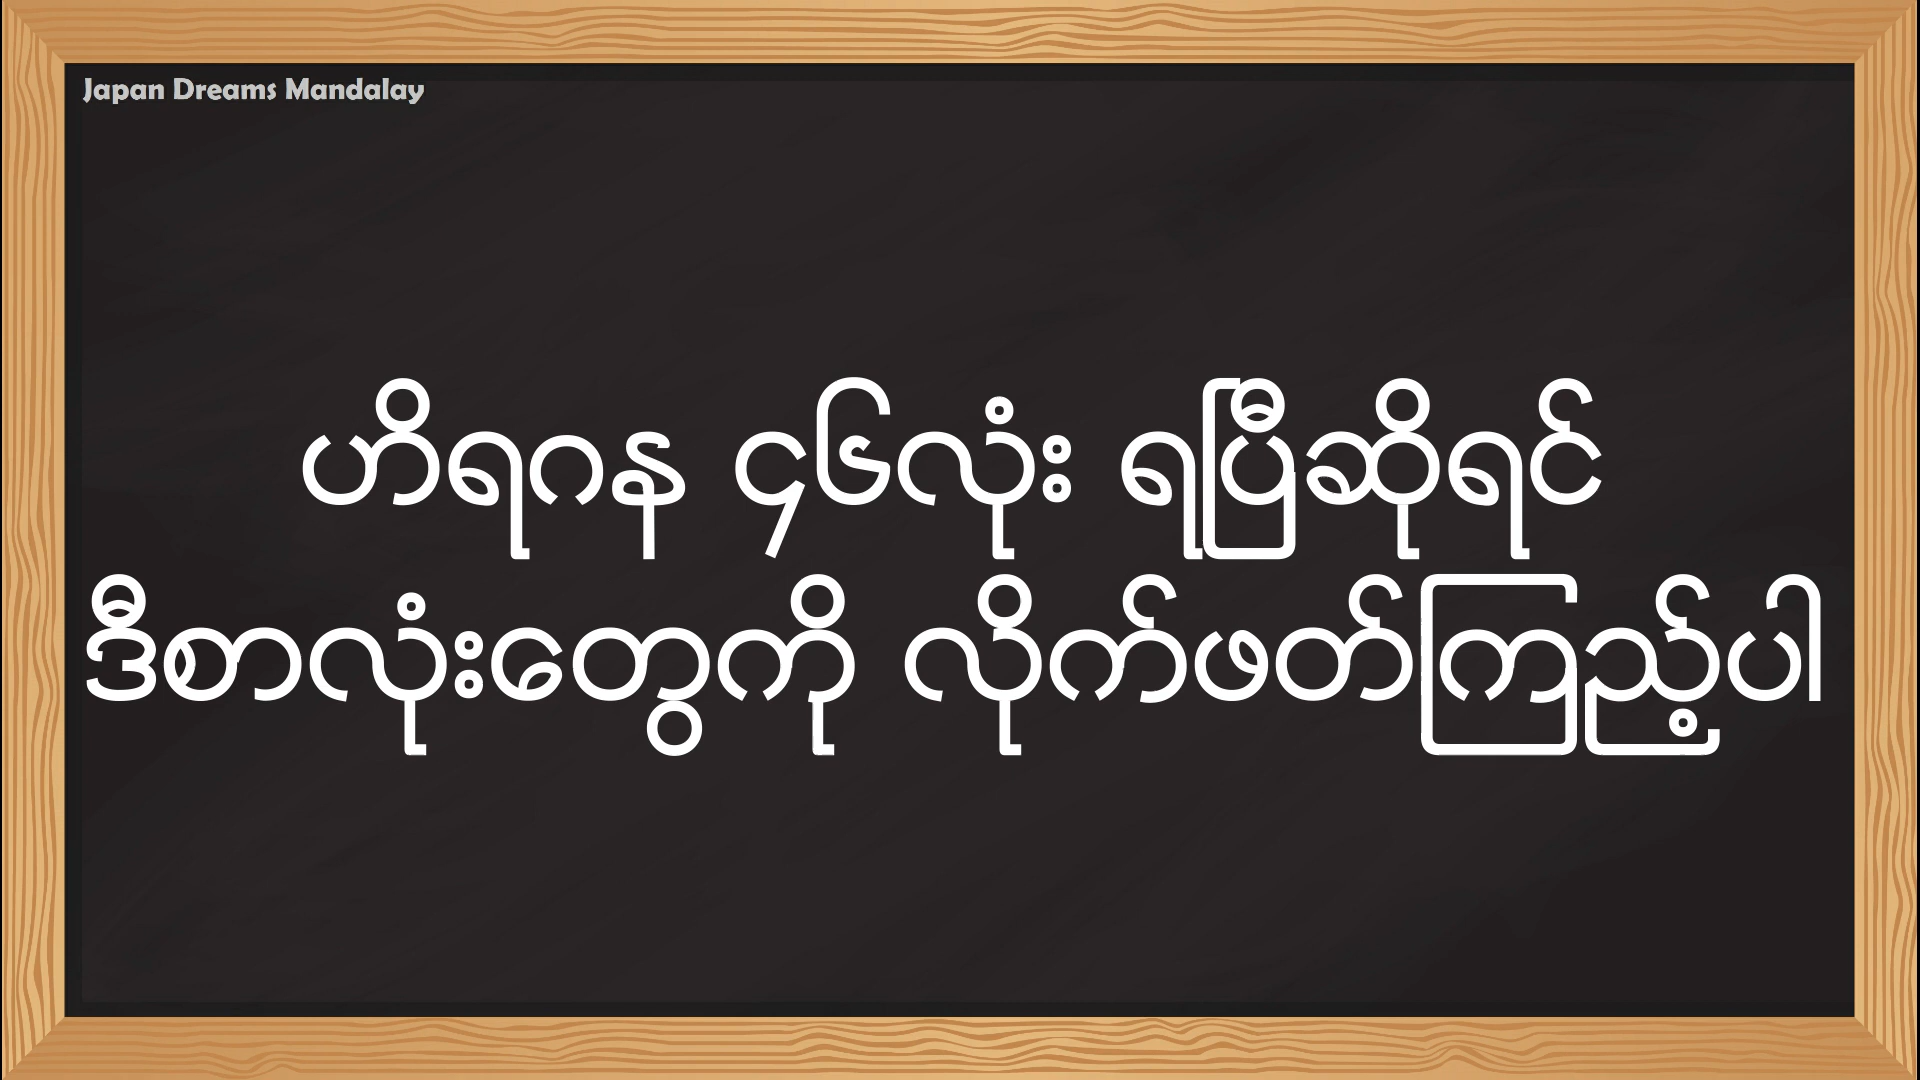 Japan Dreams Mandalay
ဟိရဂန ၄၆လုံး ရပြီဆိုရင်
ဒီစာလုံးတွေကို လိုက်ဖတ်ကြည့်ပါ